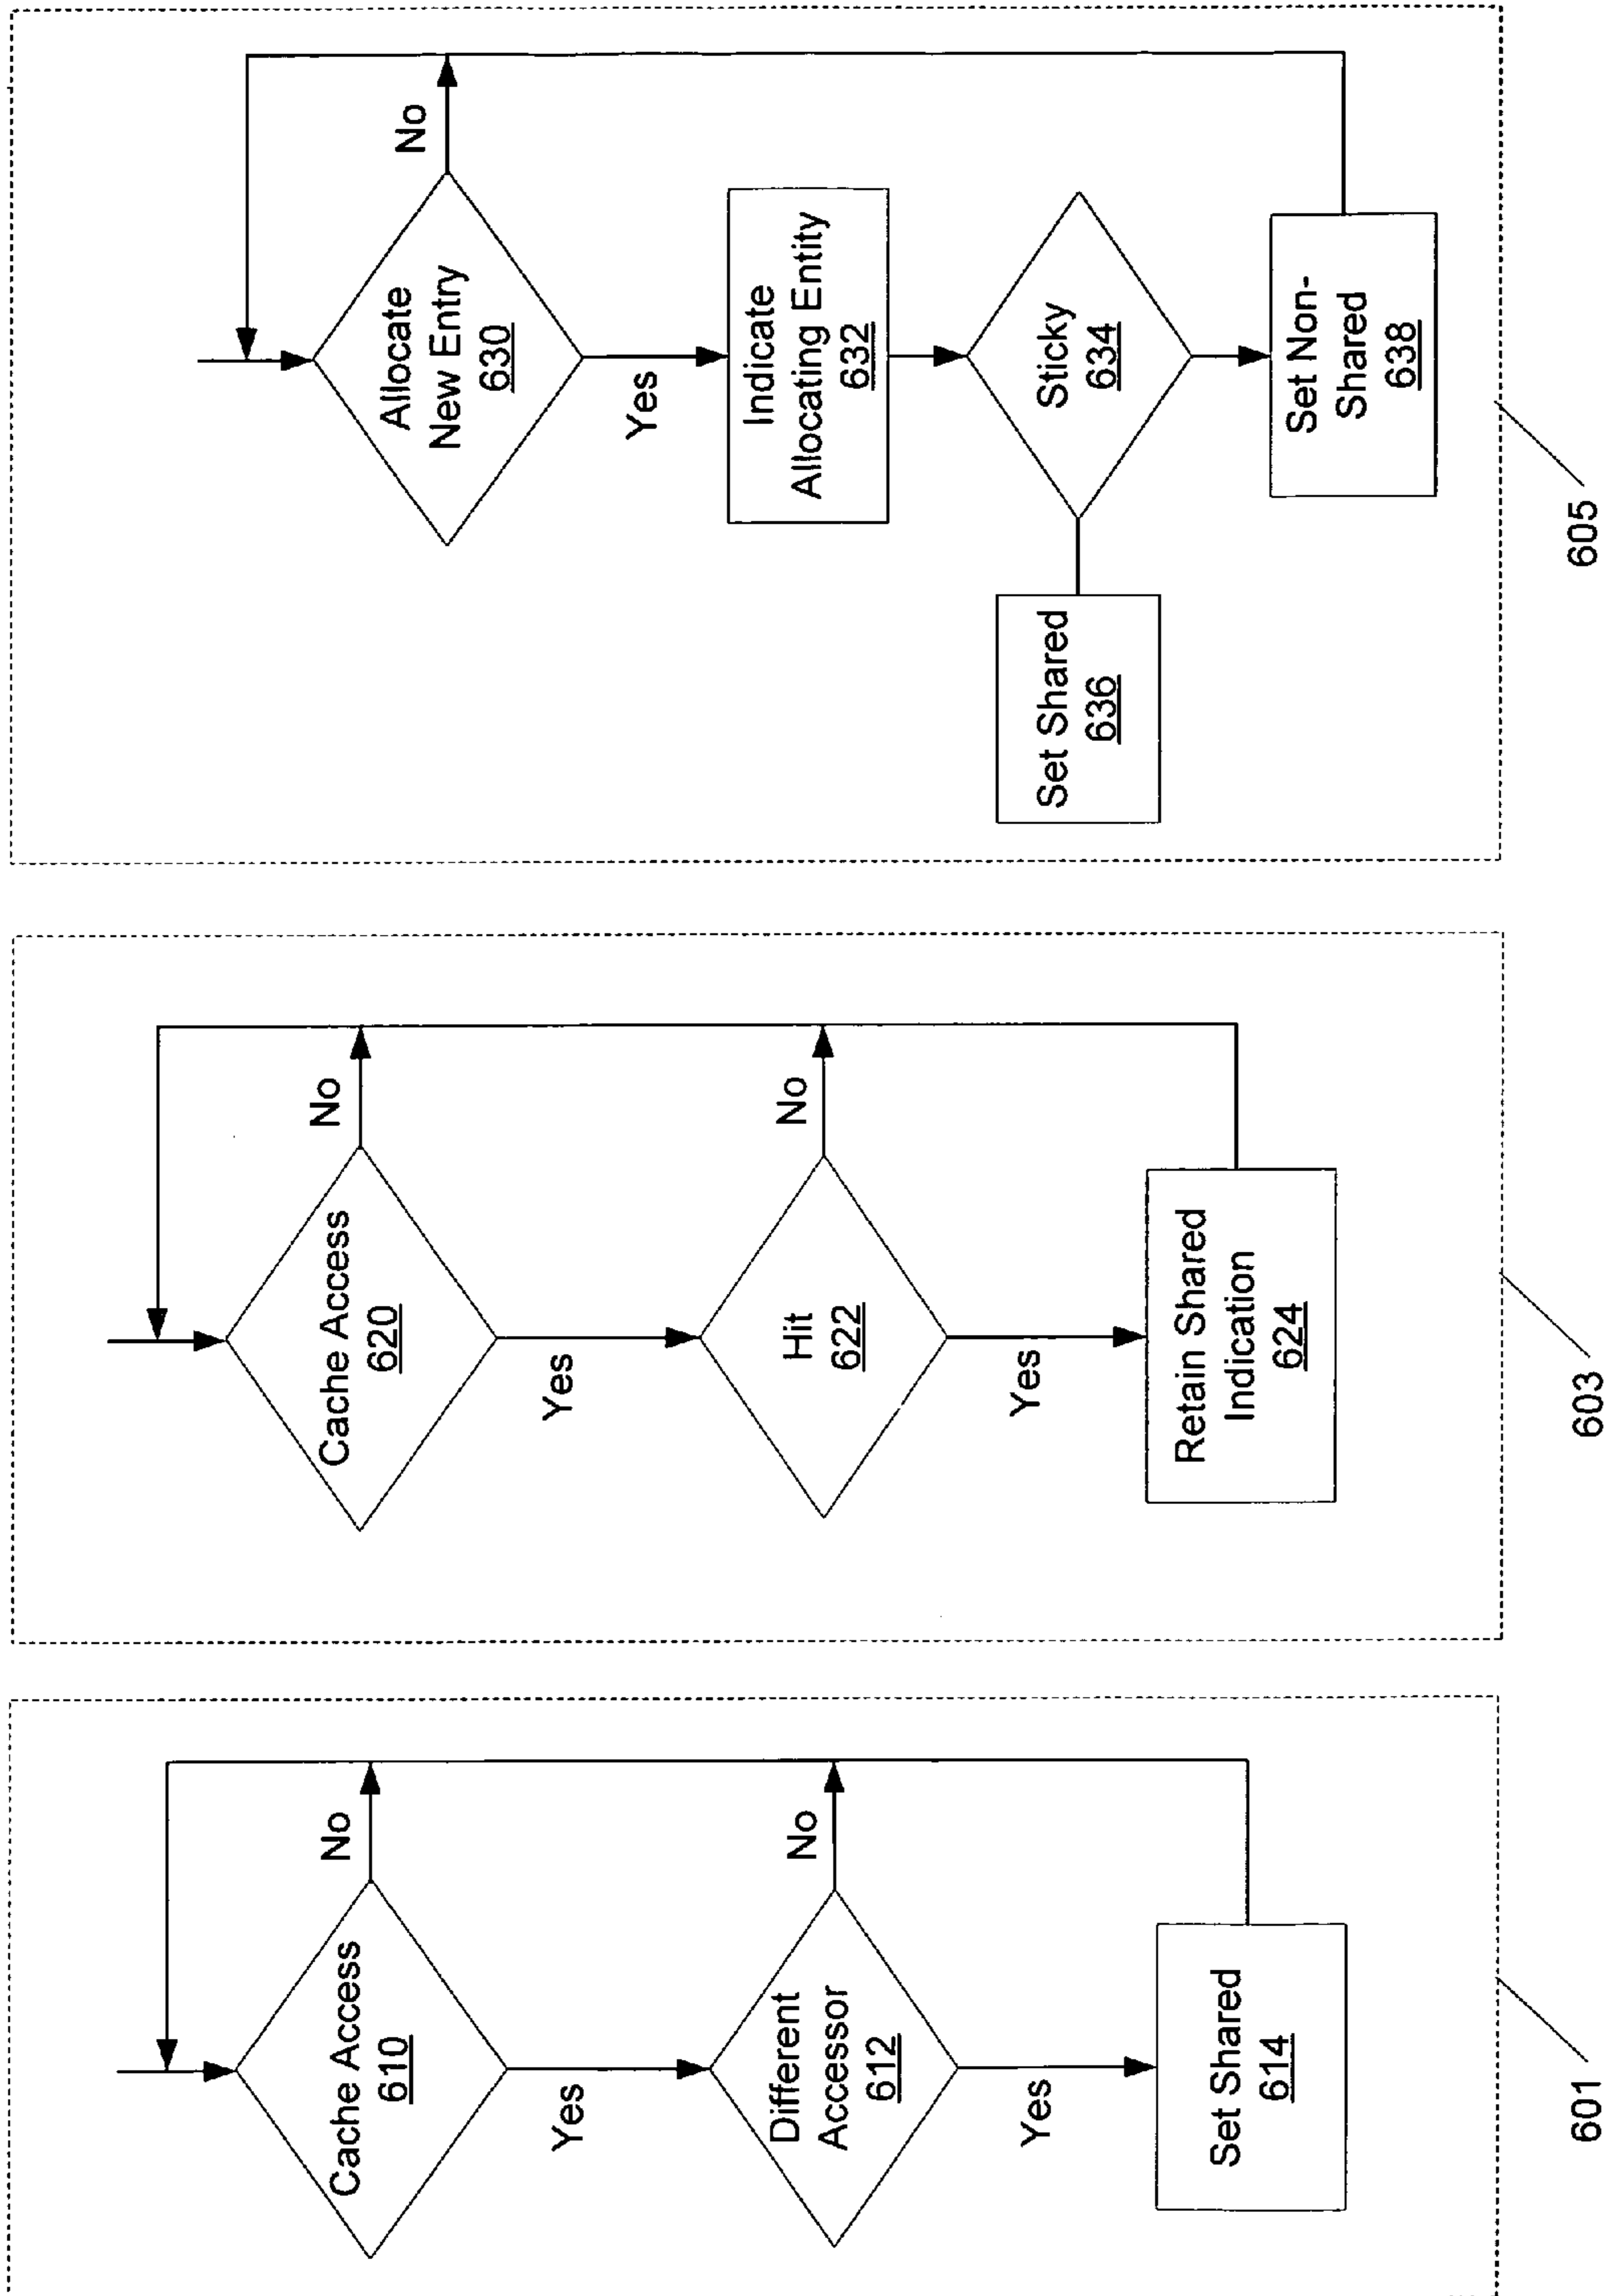 Cache Access
610
No
Yes
Different
Accessor
612
No
Yes
Set Shared
614
601
Cache Access
620
No
Yes
Hit
622
No
Yes
Retain Shared
Indication
624
603
Allocate
New Entry
630
No
Yes
Indicate
Allocating Entity
632
Sticky
634
Set Shared
636
Set Non-
Shared
638
605